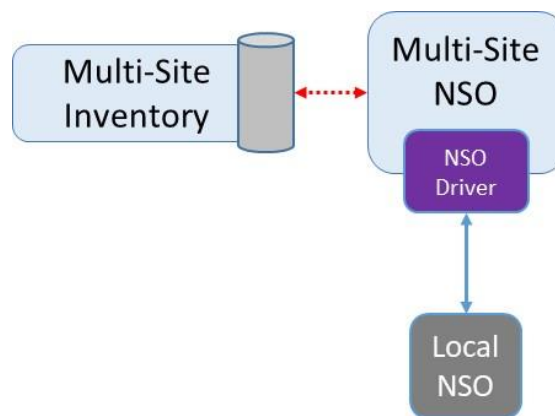 Multi-Site
Inventory
Multi-Site
NSO
NSO
Driver
Local
NSO